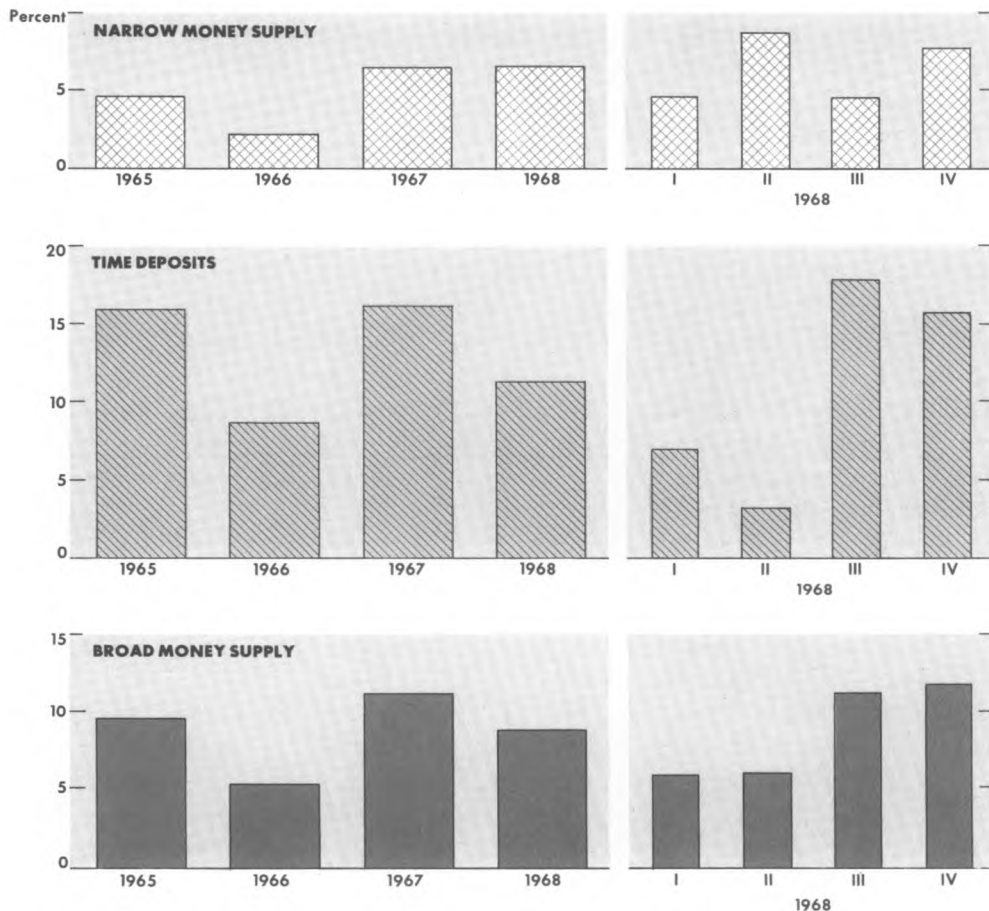 Percent 10
NARROW MONEY SUPPLY
5
0
1965 1966 1967 1968
I II III IV
1968
20
TIME DEPOSITS
15
10
5
0
1965 1966 1967 1968
I II III IV
1968
15
BROAD MONEY SUPPLY
10
5
0
1965 1966 1967 1968
I II III IV
1968